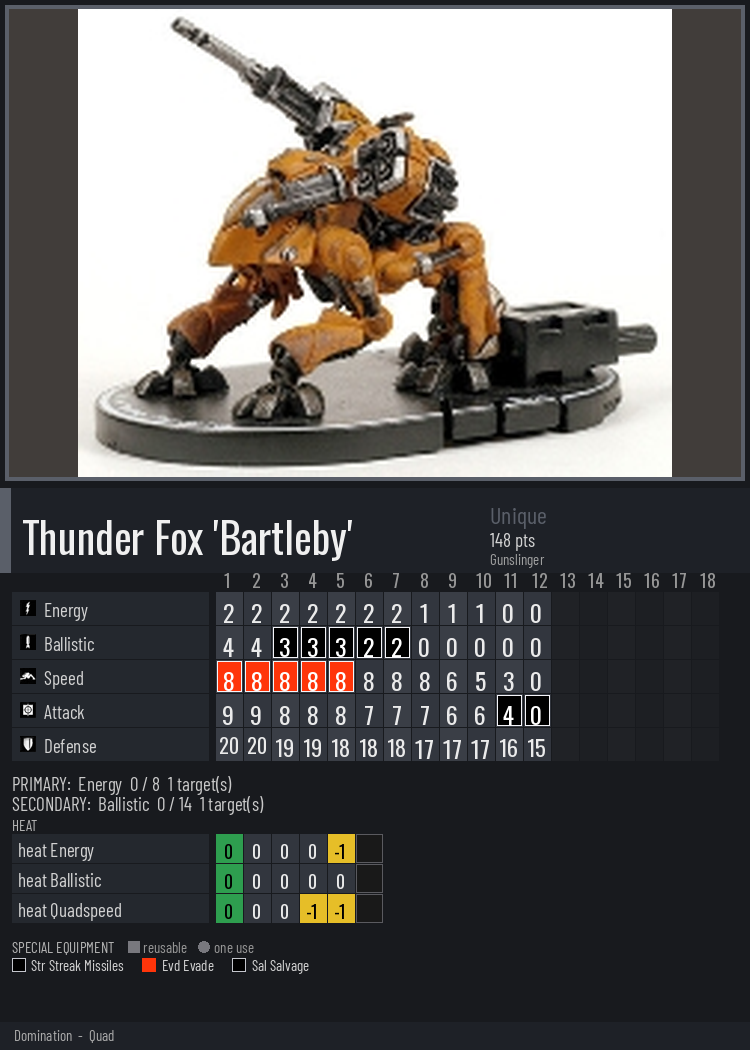 Thunder Fox 'Bartleby'
Unique
148 pts
Gunslinger
1 2 3 4 5 6 7 8 9 10 11 12 13 14 15 16 17 18
Energy 2 2 2 2 2 2 2 1 1 1 0 0
Ballistic 4 4 3 3 3 2 2 0 0 0 0 0
Speed 8 8 8 8 8 8 8 8 6 5 3 0
Attack 9 9 8 8 8 7 7 7 6 6 4 0
Defense 20 20 19 19 18 18 18 17 17 17 16 15
PRIMARY: Energy 0 / 8 1 target(s)
SECONDARY: Ballistic 0 / 14 1 target(s)
HEAT
heat Energy 0 0 0 0 -1
heat Ballistic 0 0 0 0 0
heat Quadspeed 0 0 0 -1 -1
SPECIAL EQUIPMENT reusable one use
Str Streak Missiles Evd Evade Sal Salvage
Domination - Quad